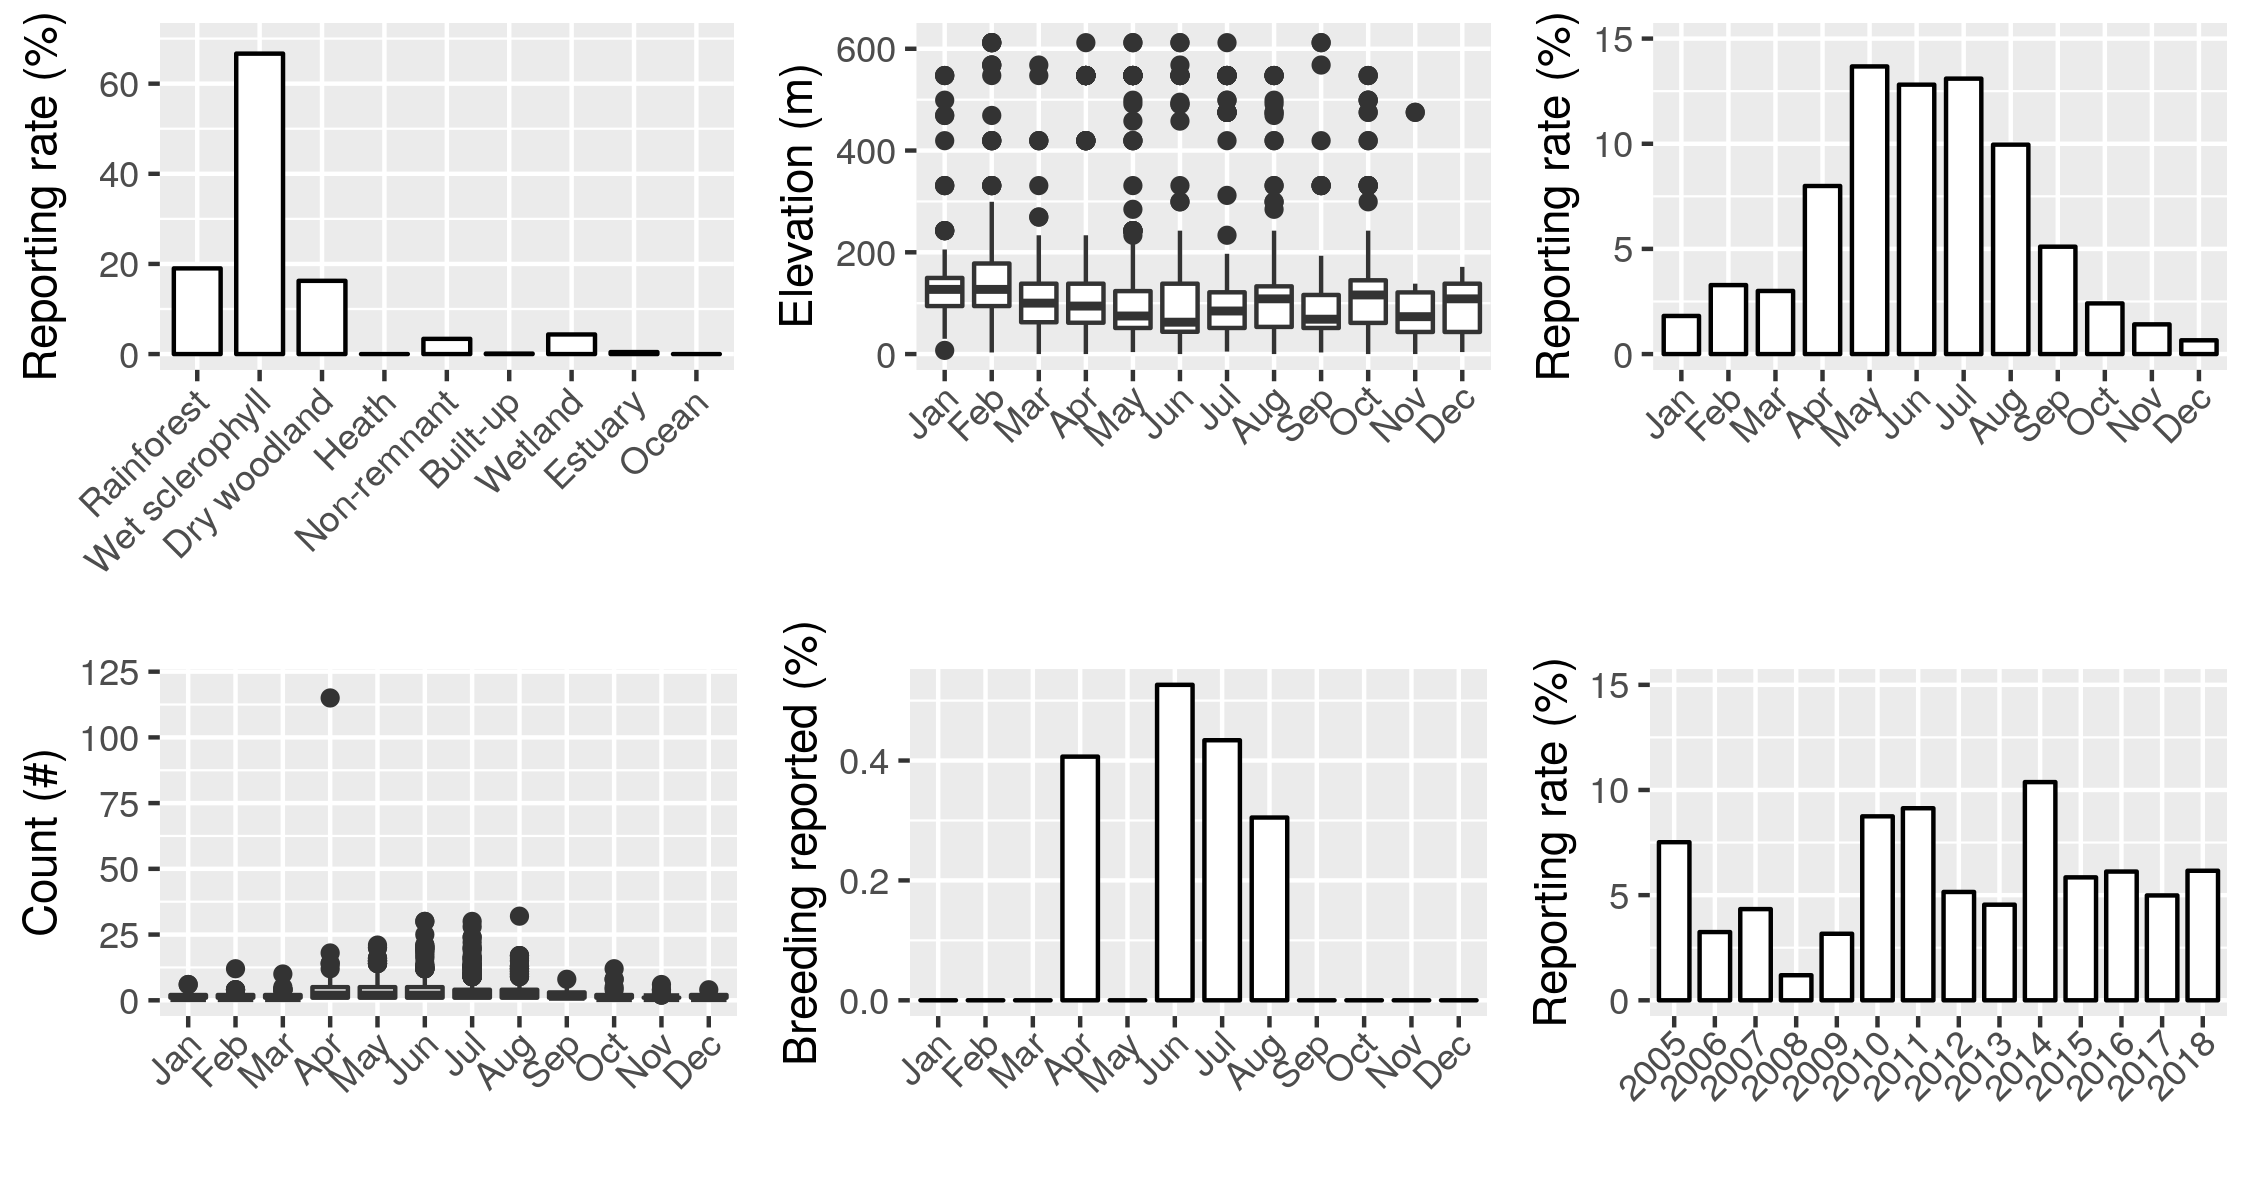 Reporting rate (%)
60
40
20
0
Rainforest
Wet sclerophyll
Dry woodland
Heath
Non-remnant
Built-up
Wetland
Estuary
Ocean
Elevation (m)
600
400
200
0
Jan
Feb
Mar
Apr
May
Jun
Jul
Aug
Sep
Oct
Nov
Dec
Reporting rate (%)
15
10
5
0
Jan
Feb
Mar
Apr
May
Jun
Jul
Aug
Sep
Oct
Nov
Dec
Count (#)
125
100
75
50
25
0
Jan
Feb
Mar
Apr
May
Jun
Jul
Aug
Sep
Oct
Nov
Dec
Breeding reported (%)
0.4
0.2
0.0
Jan
Feb
Mar
Apr
May
Jun
Jul
Aug
Sep
Oct
Nov
Dec
Reporting rate (%)
15
10
5
0
2005
2006
2007
2008
2009
2010
2011
2012
2013
2014
2015
2016
2017
2018